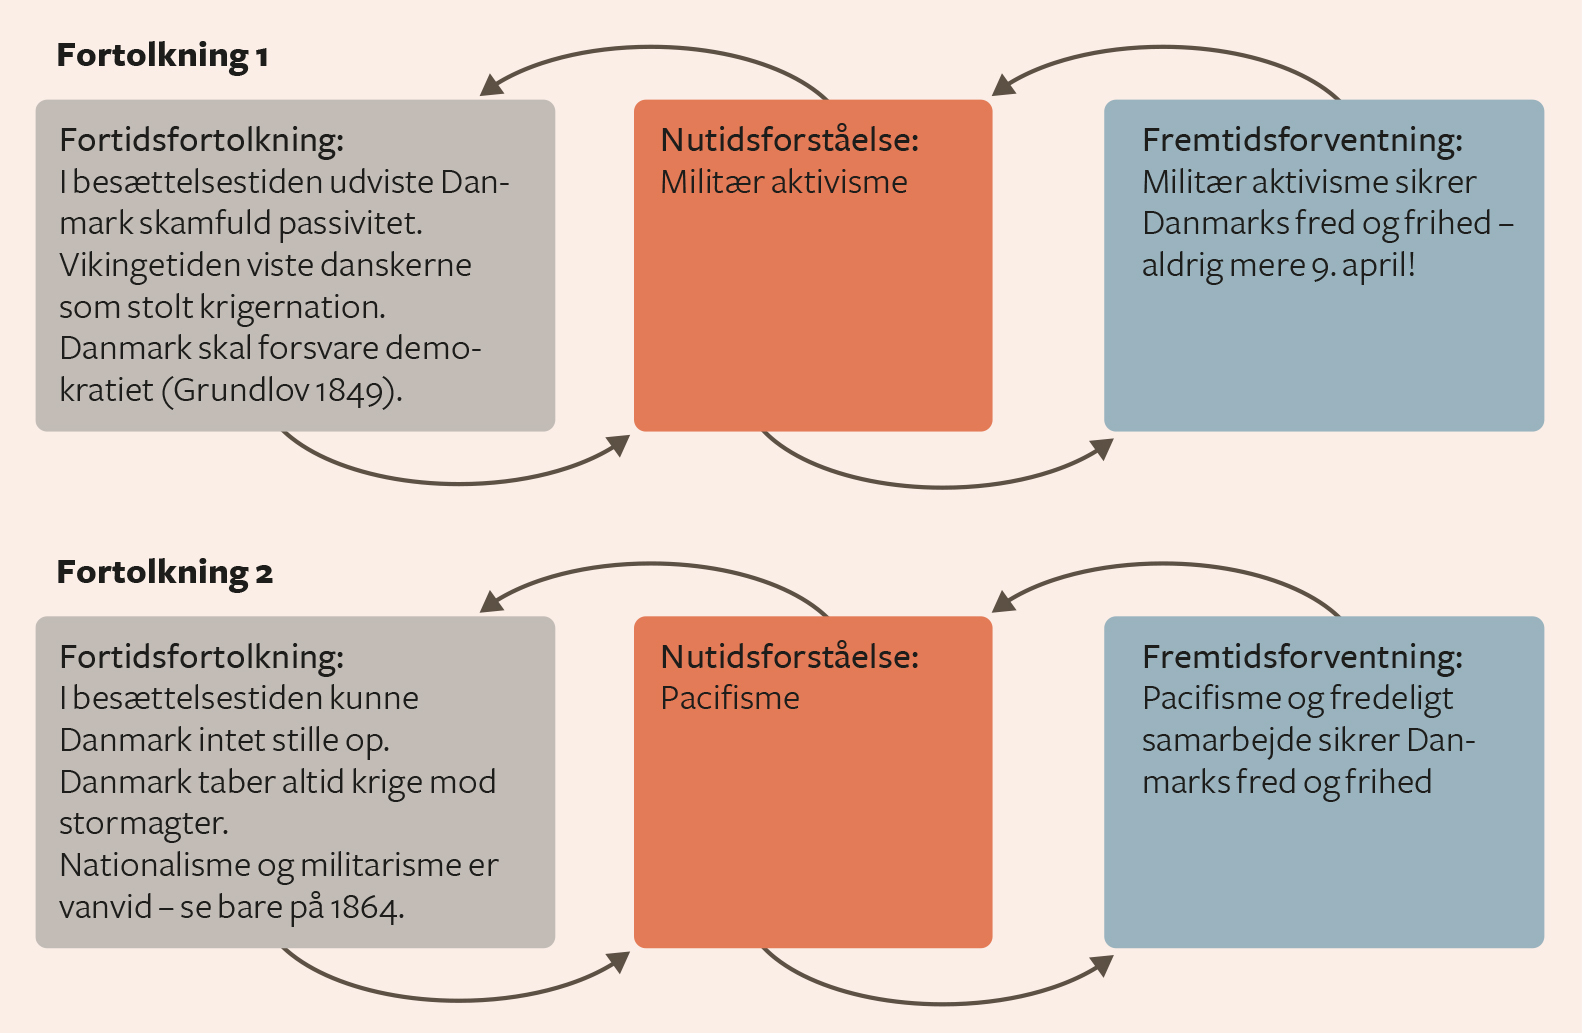 Fortolkning 1
Fortidsfortolkning:
I besættelsestiden udviste Dan-
mark skamfuld passivitet.
Vikingetiden viste danskerne
som stolt krigernation.
Danmark skal forsvare demo-
kratiet (Grundlov 1849).
Nutidsforståelse:
Militær aktivisme
Fremtidsforventning:
Militær aktivisme sikrer
Danmarks fred og frihed –
aldrig mere 9. april!
Fortolkning 2
Fortidsfortolkning:
I besættelsestiden kunne
Danmark intet stille op.
Danmark taber altid krige mod
stormagter.
Nationalisme og militarisme er
vanvid – se bare på 1864.
Nutidsforståelse:
Pacifisme
Fremtidsforventning:
Pacifisme og fredeligt
samarbejde sikrer Dan-
marks fred og frihed